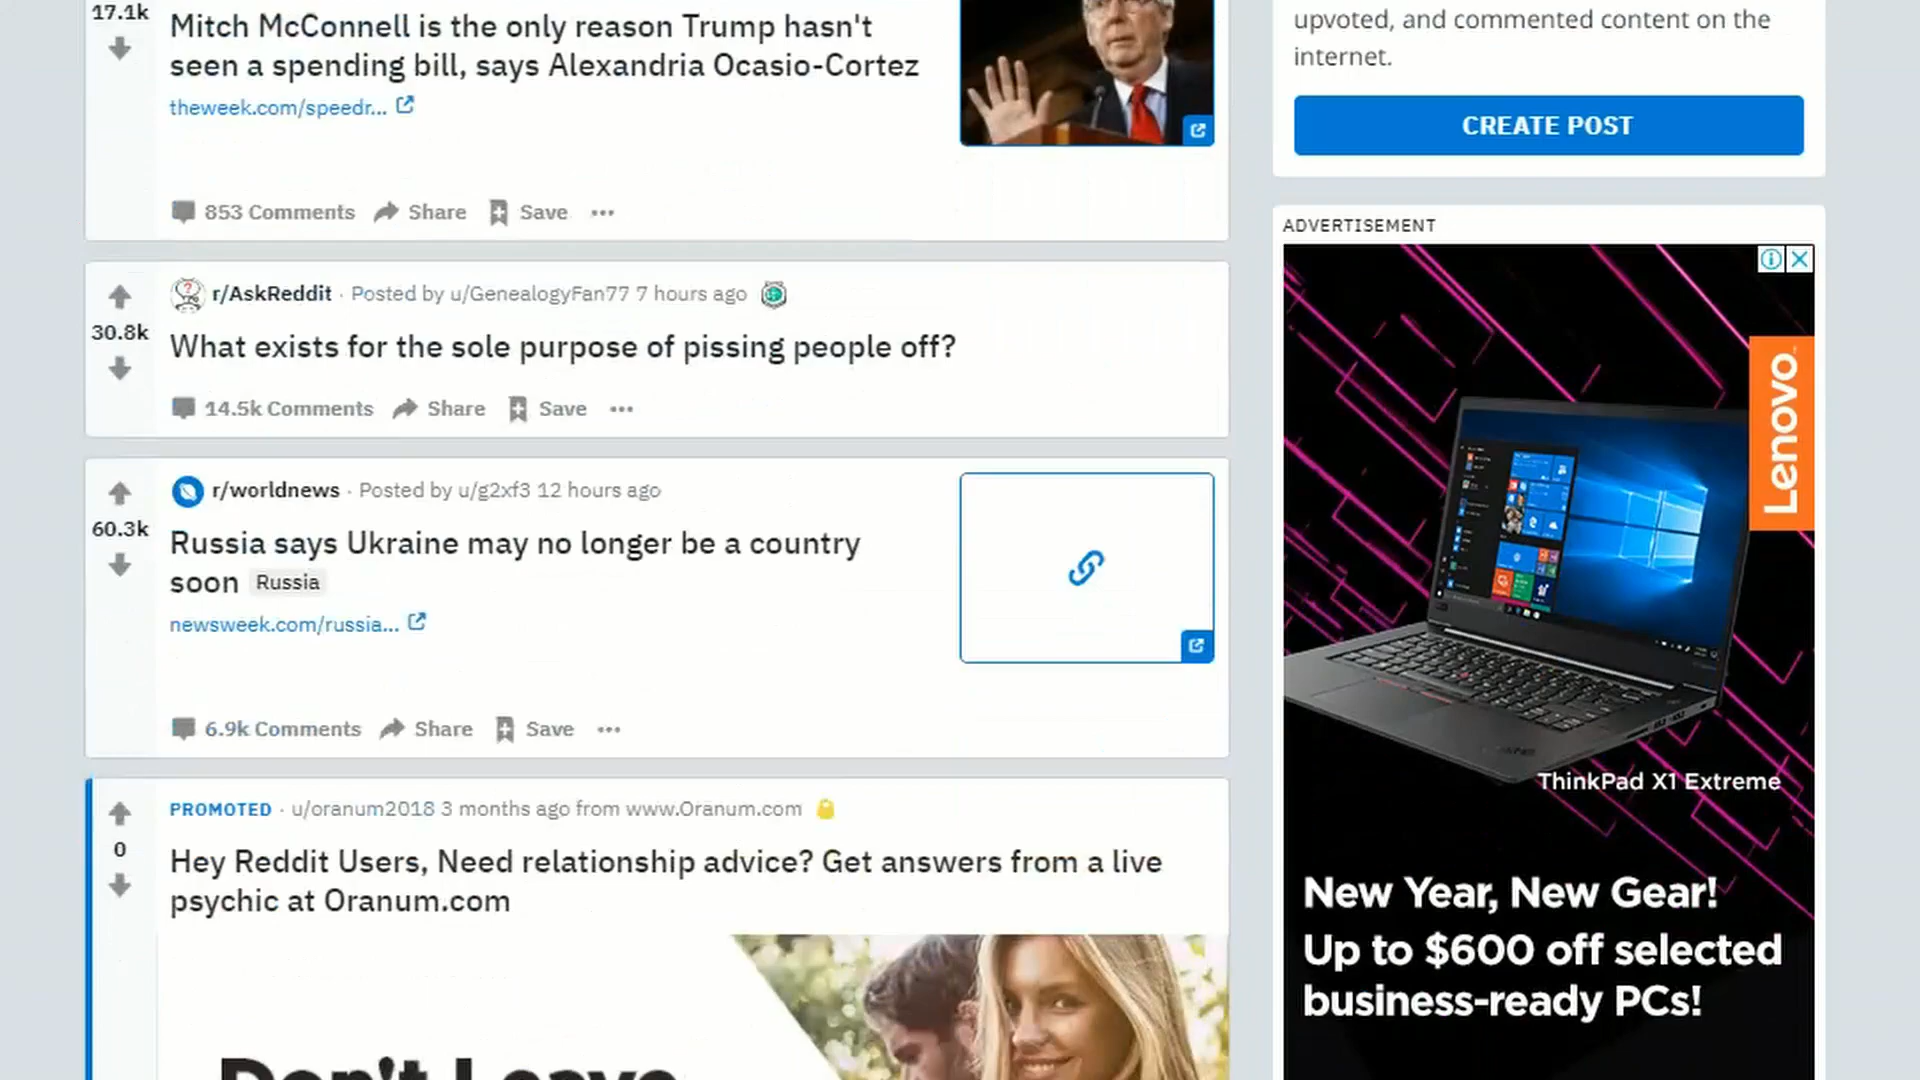 17.1k
Mitch McConnell is the only reason Trump hasn't
seen a spending bill, says Alexandria Ocasio-Cortez
theweek.com/speedr...
853 Comments Share Save ...
r/AskReddit · Posted by u/GenealogyFan77 7 hours ago
30.8k
What exists for the sole purpose of pissing people off?
14.5k Comments Share Save ...
r/worldnews · Posted by u/g2xf3 12 hours ago
60.3k
Russia says Ukraine may no longer be a country
soon Russia
newsweek.com/russia...
6.9k Comments Share Save ...
PROMOTED · u/oranum2018 3 months ago from www.Oranum.com
0
Hey Reddit Users, Need relationship advice? Get answers from a live
psychic at Oranum.com
Don't Leave
upvoted, and commented content on the
internet.
CREATE POST
ADVERTISEMENT
Lenovo
ThinkPad X1 Extreme
New Year, New Gear!
Up to $600 off selected
business-ready PCs!